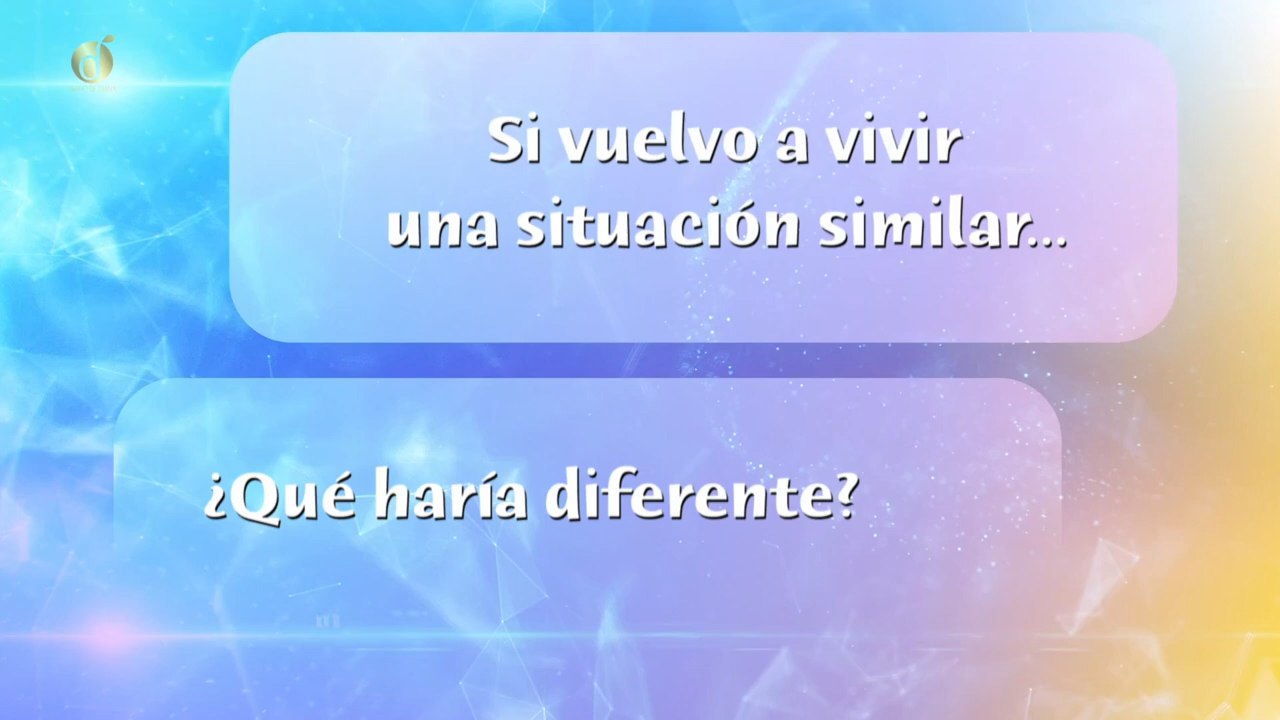 Si vuelvo a vivir
una situación similar...
¿Qué haría diferente?